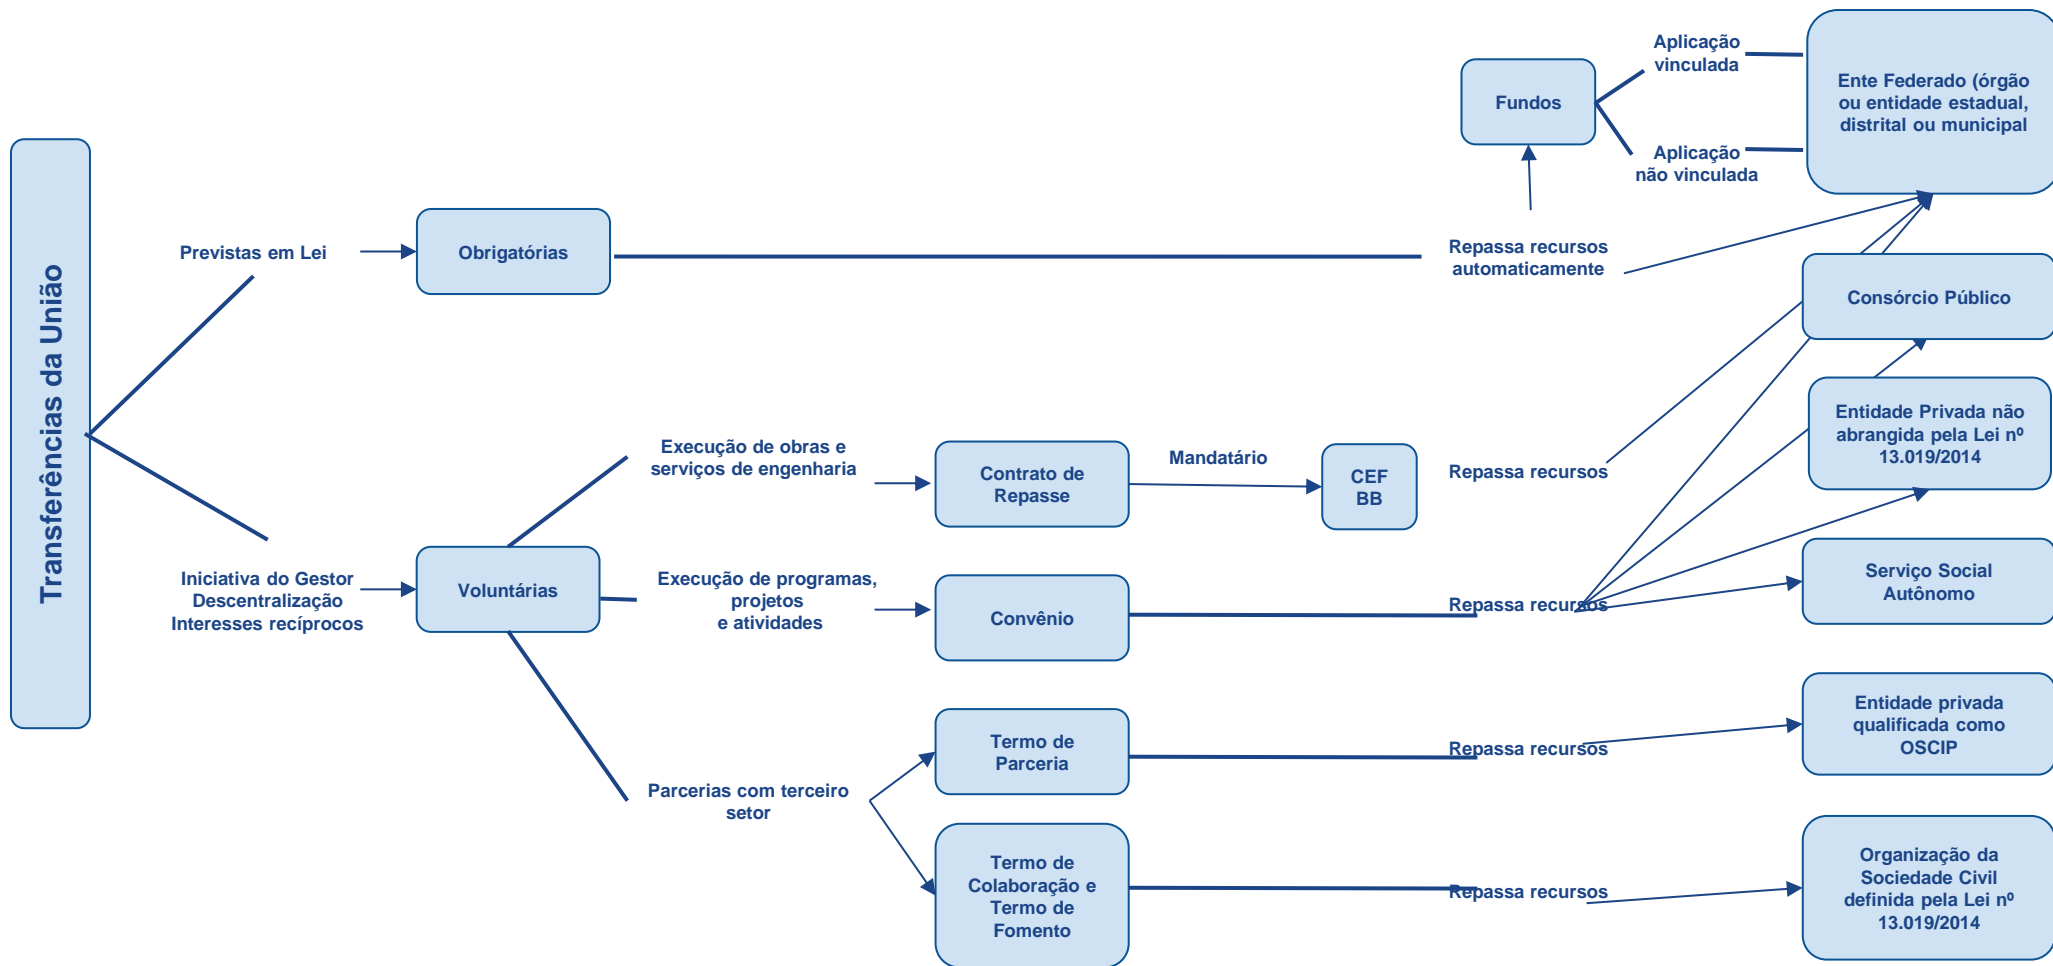 Transferências da União
Previstas em Lei
Obrigatórias
Repassa recursos
automaticamente
Fundos
Aplicação
vinculada
Aplicação
não vinculada
Ente Federado (órgão
ou entidade estadual,
distrital ou municipal
Consórcio Público
Iniciativa do Gestor
Descentralização
Interesses recíprocos
Voluntárias
Execução de obras e
serviços de engenharia
Contrato de
Repasse
Mandatário
CEF
BB
Repassa recursos
Entidade Privada não
abrangida pela Lei nº
13.019/2014
Execução de programas,
projetos
e atividades
Convênio
Repassa recursos
Serviço Social
Autônomo
Parcerias com terceiro
setor
Termo de
Parceria
Repassa recursos
Entidade privada
qualificada como
OSCIP
Termo de
Colaboração e
Termo de
Fomento
Repassa recursos
Organização da
Sociedade Civil
definida pela Lei nº
13.019/2014